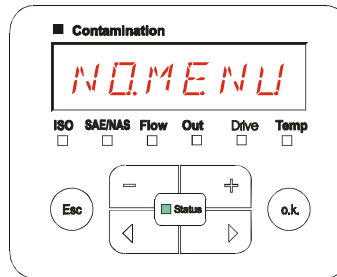 Contamination
NO.MENU
ISO SAE/NAS Flow Out Drive Temp
− +
Esc Status o.k.